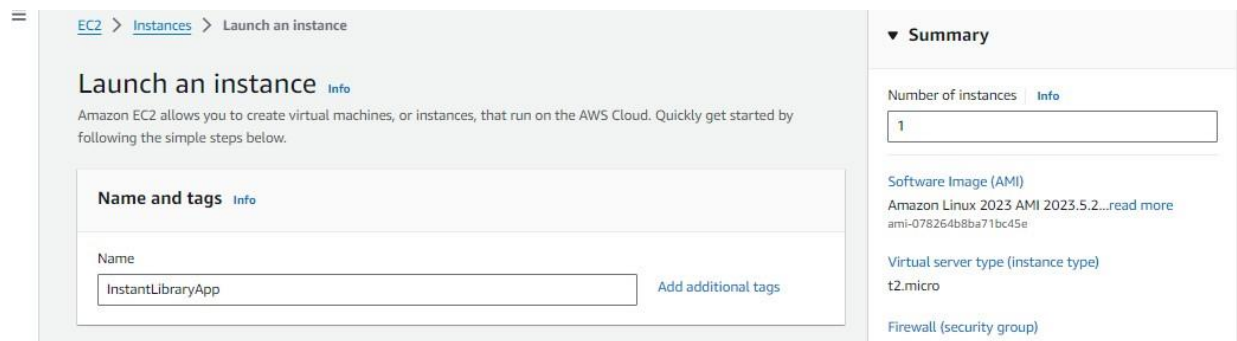 EC2 > Instances > Launch an instance
Launch an instance Info
Amazon EC2 allows you to create virtual machines, or instances, that run on the AWS Cloud. Quickly get started by
following the simple steps below.
Name and tags Info
Name
InstantLibraryApp
Add additional tags
Summary
Number of instances Info
1
Software Image (AMI)
Amazon Linux 2023 AMI 2023.5.2...read more
ami-078264b8ba71bc45e
Virtual server type (instance type)
t2.micro
Firewall (security group)